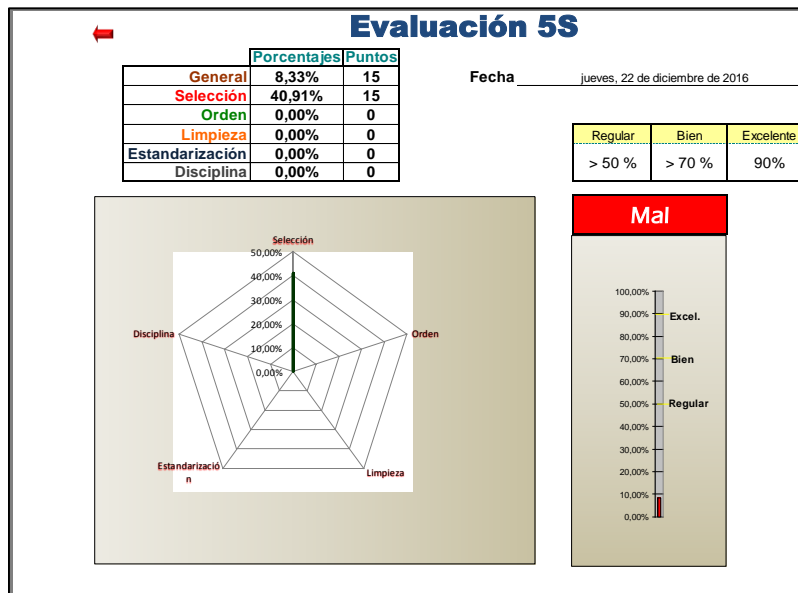 Evaluación 5S
Porcentajes Puntos
General 8,33% 15
Selección 40,91% 15
Orden 0,00% 0
Limpieza 0,00% 0
Estandarización 0,00% 0
Disciplina 0,00% 0
Fecha jueves, 22 de diciembre de 2016
Regular Bien Excelente
> 50 % > 70 % 90%
Mal
Selección
50,00%
40,00%
30,00%
20,00%
10,00%
0,00%
Disciplina
Orden
Estandarizació
n
Limpieza
100,00%
90,00% Excel.
80,00%
70,00% Bien
60,00%
50,00% Regular
40,00%
30,00%
20,00%
10,00%
0,00%